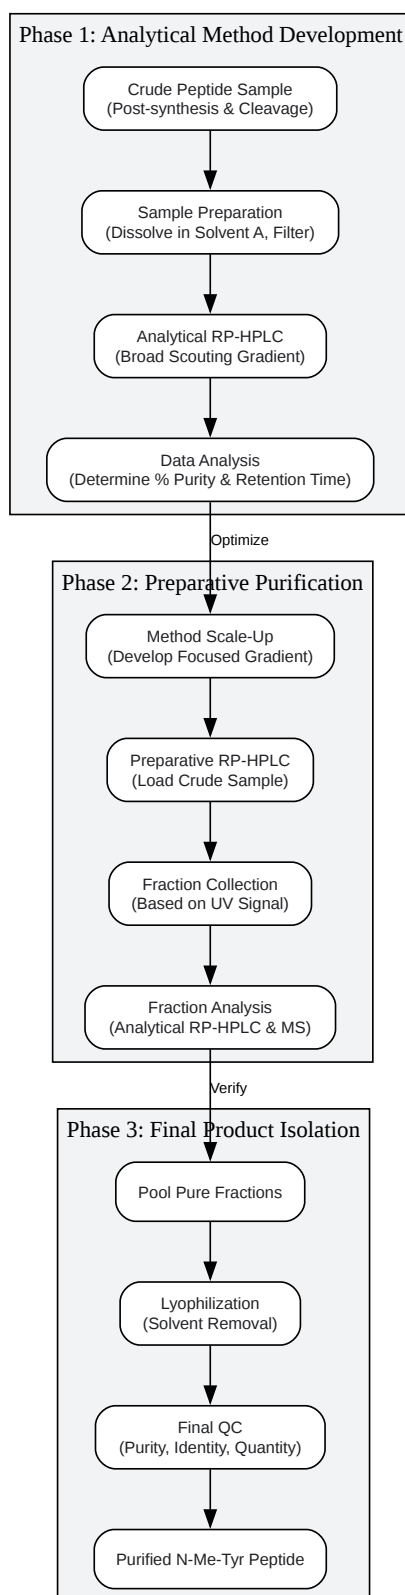 Phase 1: Analytical Method Development
Crude Peptide Sample
(Post-synthesis & Cleavage)
Sample Preparation
(Dissolve in Solvent A, Filter)
Analytical RP-HPLC
(Broad Scouting Gradient)
Data Analysis
(Determine % Purity & Retention Time)
Optimize
Phase 2: Preparative Purification
Method Scale-Up
(Develop Focused Gradient)
Preparative RP-HPLC
(Load Crude Sample)
Fraction Collection
(Based on UV Signal)
Fraction Analysis
(Analytical RP-HPLC & MS)
Verify
Phase 3: Final Product Isolation
Pool Pure Fractions
Lyophilization
(Solvent Removal)
Final QC
(Purity, Identity, Quantity)
Purified N-Me-Tyr Peptide